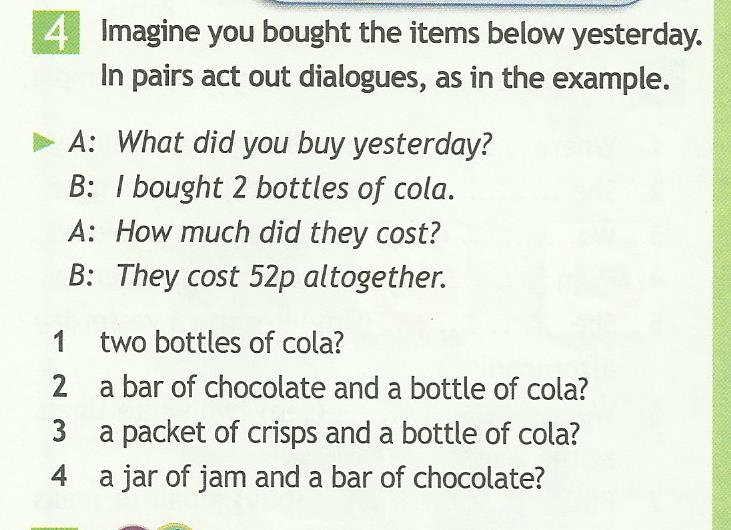 4 Imagine you bought the items below yesterday.
In pairs act out dialogues, as in the example.
A: What did you buy yesterday?
B: I bought 2 bottles of cola.
A: How much did they cost?
B: They cost 52p altogether.
1 two bottles of cola?
2 a bar of chocolate and a bottle of cola?
3 a packet of crisps and a bottle of cola?
4 a jar of jam and a bar of chocolate?